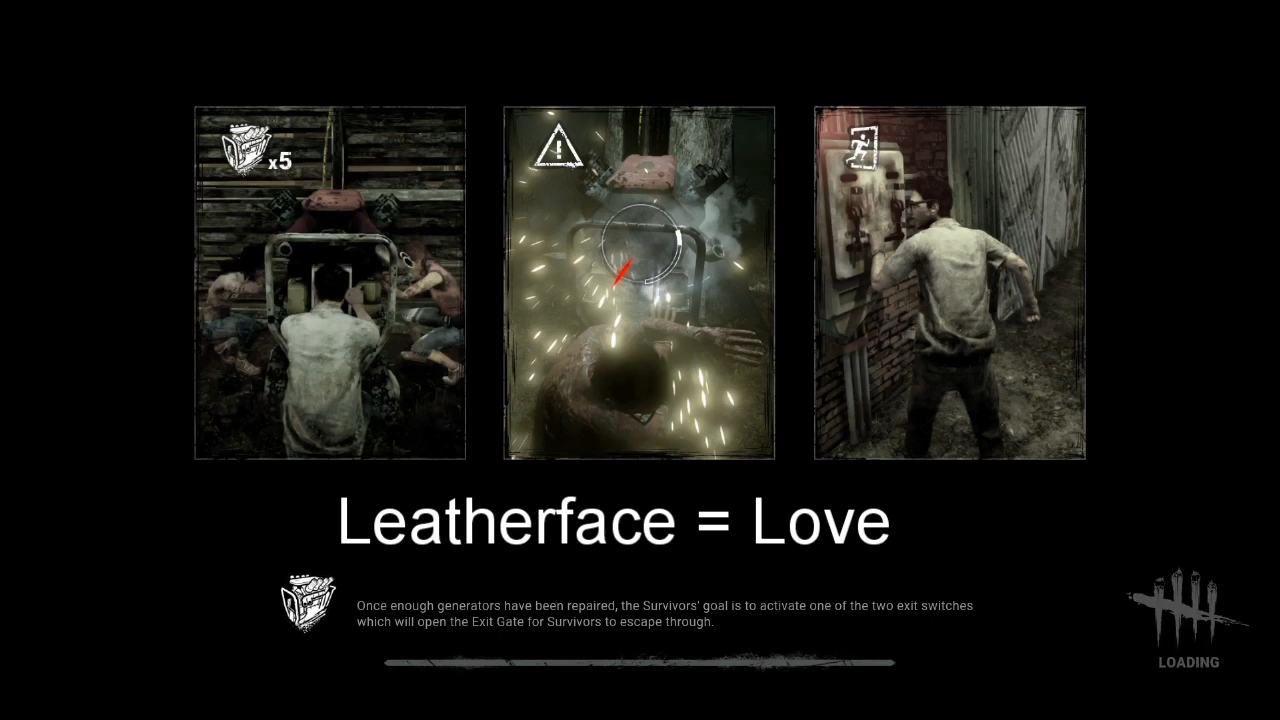 x5
Leatherface = Love
Once enough generators have been repaired, the Survivors' goal is to activate one of the two exit switches
which will open the Exit Gate for Survivors to escape through.
LOADING